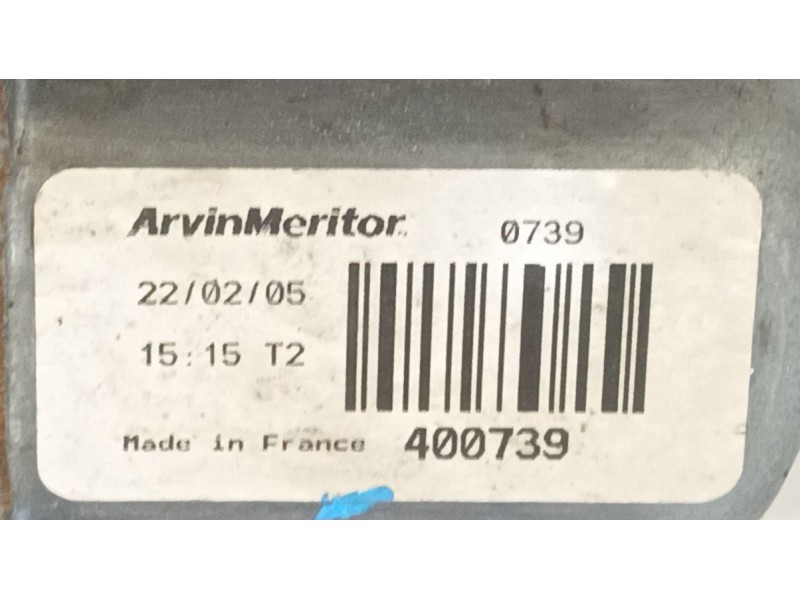 ArvinMeritor 0739
22/02/05
15:15 T2
Made in France 400739